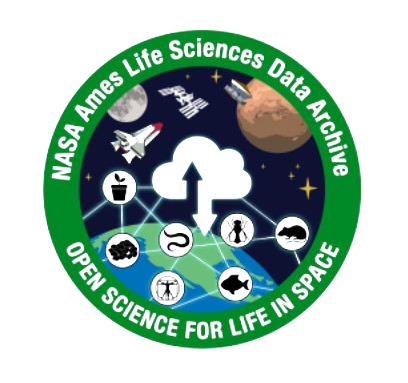 NASA Ames Life Sciences Data Archive
OPEN SCIENCE FOR LIFE IN SPACE